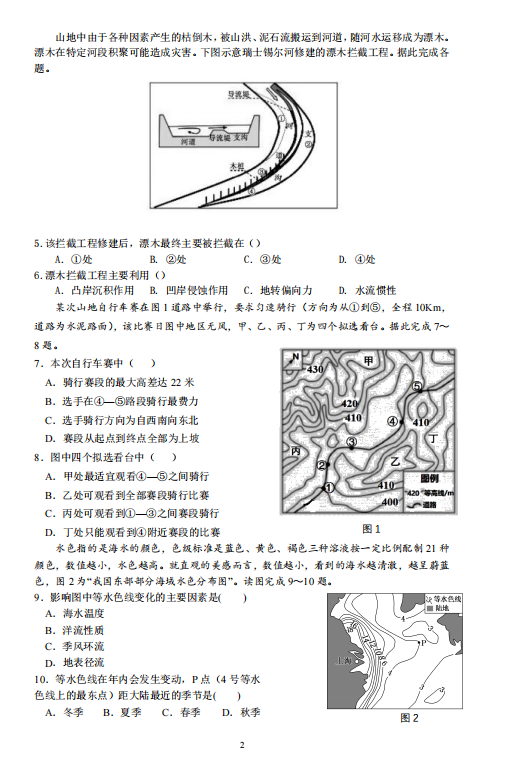 山地中由于各种因素产生的枯倒木，被山洪、泥石流搬运到河道，随河水运移成为漂木。
漂木在特定河段积聚可能造成灾害。下图示意瑞士锡尔河修建的漂木拦截工程。据此完成各
题。
导流堤
①
河
支
②
河道
导流堤
支沟
道
木桩
③
沟
④
5.该拦截工程修建后，漂木最终主要被拦截在（）
A. ①处 B. ②处 C. ③处 D. ④处
6.漂木拦截工程主要利用（）
A. 凸岸沉积作用 B. 凹岸侵蚀作用 C. 地转偏向力 D. 水流惯性
某次山地自行车赛在图1道路中举行，要求匀速骑行（方向为从①到⑤，全程10Km，
道路为水泥路面），该比赛日图中地区无风，甲、乙、丙、丁为四个拟选看台。据此完成7～
8题。
7. 本次自行车赛中（ ）
A. 骑行赛段的最大高差达 22 米
B. 选手在④—⑤路段骑行最费力
C. 选手骑行方向为自西南向东北
D. 赛段从起点到终点全部为上坡
8. 图中四个拟选看台中（ ）
A. 甲处最适宜观看④—⑤之间骑行
B. 乙处可观看到全部赛段骑行比赛
C. 丙处可观看到①—③之间赛段骑行
D. 丁处只能观看到④附近赛段的比赛
N
430
甲
⑤
420
410
④
410
③
丁
丙
②
乙
①
410
400
图例
420 等高线/m
道路
图 1
水色指的是海水的颜色，色级标准是蓝色、黄色、褐色三种溶液按一定比例配制21种
颜色，数值越小，水色越高。就直观的美感而言，数值越小，看到的海水越清澈，越呈蔚蓝
色，图2为“我国东部部分海域水色分布图”。读图完成9～10题。
9. 影响图中等水色线变化的主要因素是( )
A. 海水温度
B. 洋流性质
C. 季风环流
D. 地表径流
10. 等水色线在年内会发生变动，P点（4号等水
色线上的最东点）距大陆最近的季节是( )
A. 冬季 B. 夏季 C. 春季 D. 秋季
等水色线
陆地
P
上海
图 2
2